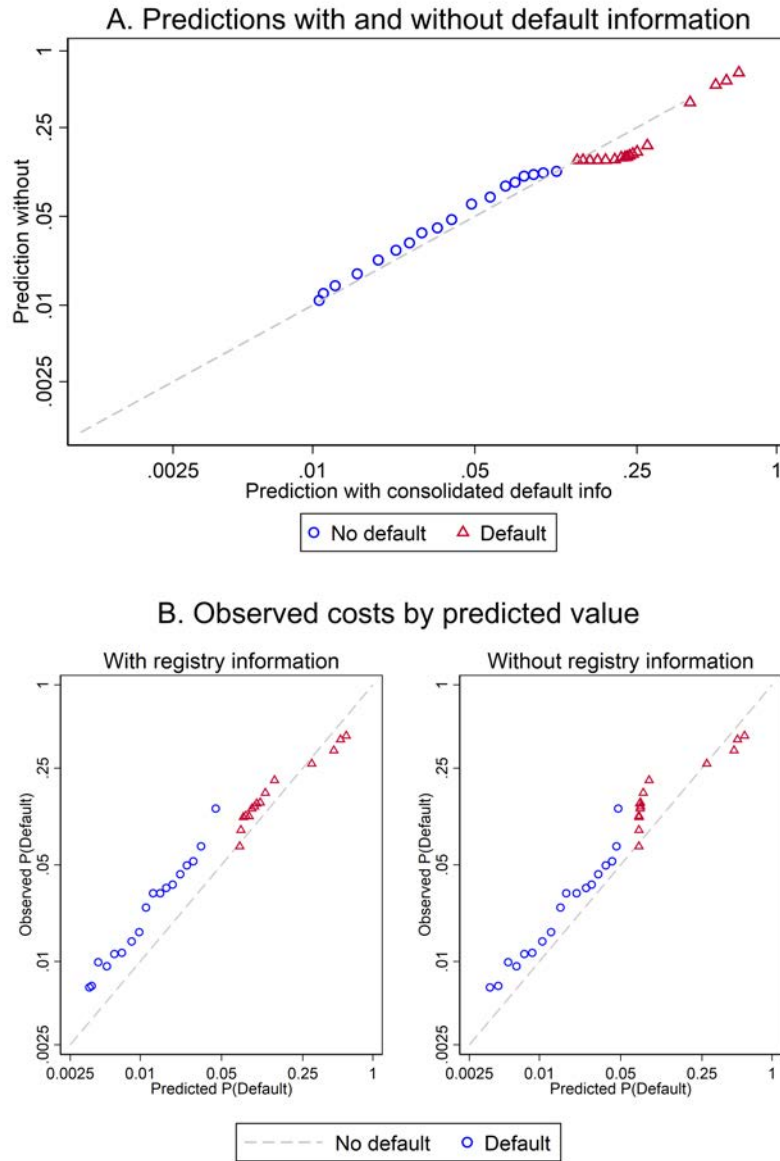 A. Predictions with and without default information
Prediction without
1
.25
.05
.01
.0025
.0025
.01
.05
.25
1
Prediction with consolidated default info
No default
Default
B. Observed costs by predicted value
With registry information
Observed P(Default)
1
.25
.05
.01
.0025
0.0025
0.01
0.05
0.25
1
Predicted P(Default)
Without registry information
Observed P(Default)
1
.25
.05
.01
.0025
0.0025
0.01
0.05
0.25
1
Predicted P(Default)
No default
Default